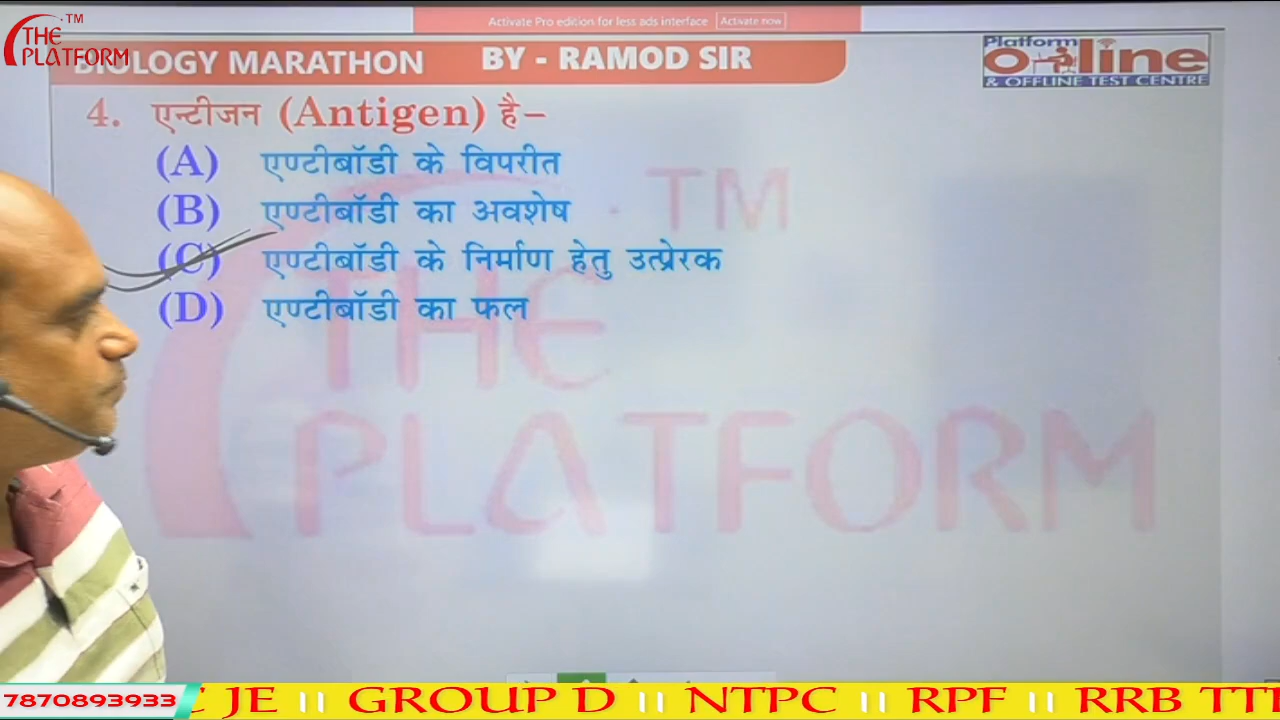 Activate Pro edition for less ads interface Activate now
THE TM
PLATFORM
BIOLOGY MARATHON BY - RAMOD SIR
Platform
Online
& OFFLINE TEST CENTRE
4. एन्टीजन (Antigen) है–
(A) एण्टीबॉडी के विपरीत
(B) एण्टीबॉडी का अवशेष
(C) एण्टीबॉडी के निर्माण हेतु उत्प्रेरक
(D) एण्टीबॉडी का फल
TM
THE
PLATFORM
7870893933 C JE || GROUP D || NTPC || RPF || RRB TT